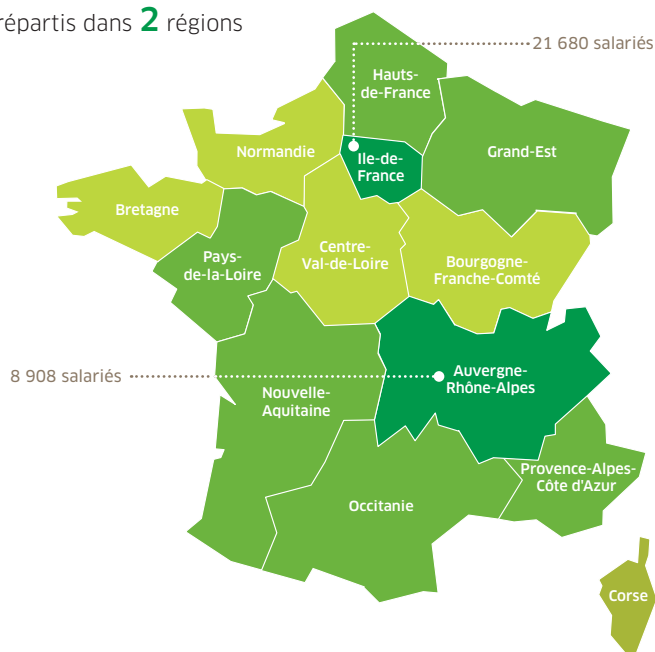 répartis dans 2 régions
21 680 salariés
Hauts-
de-France
Normandie
Ile-de-
France
Grand-Est
Bretagne
Pays-
de-la-Loire
Centre-
Val-de-Loire
Bourgogne-
Franche-Comté
8 908 salariés
Auvergne-
Rhône-Alpes
Nouvelle-
Aquitaine
Provence-Alpes-
Côte d'Azur
Occitanie
Corse